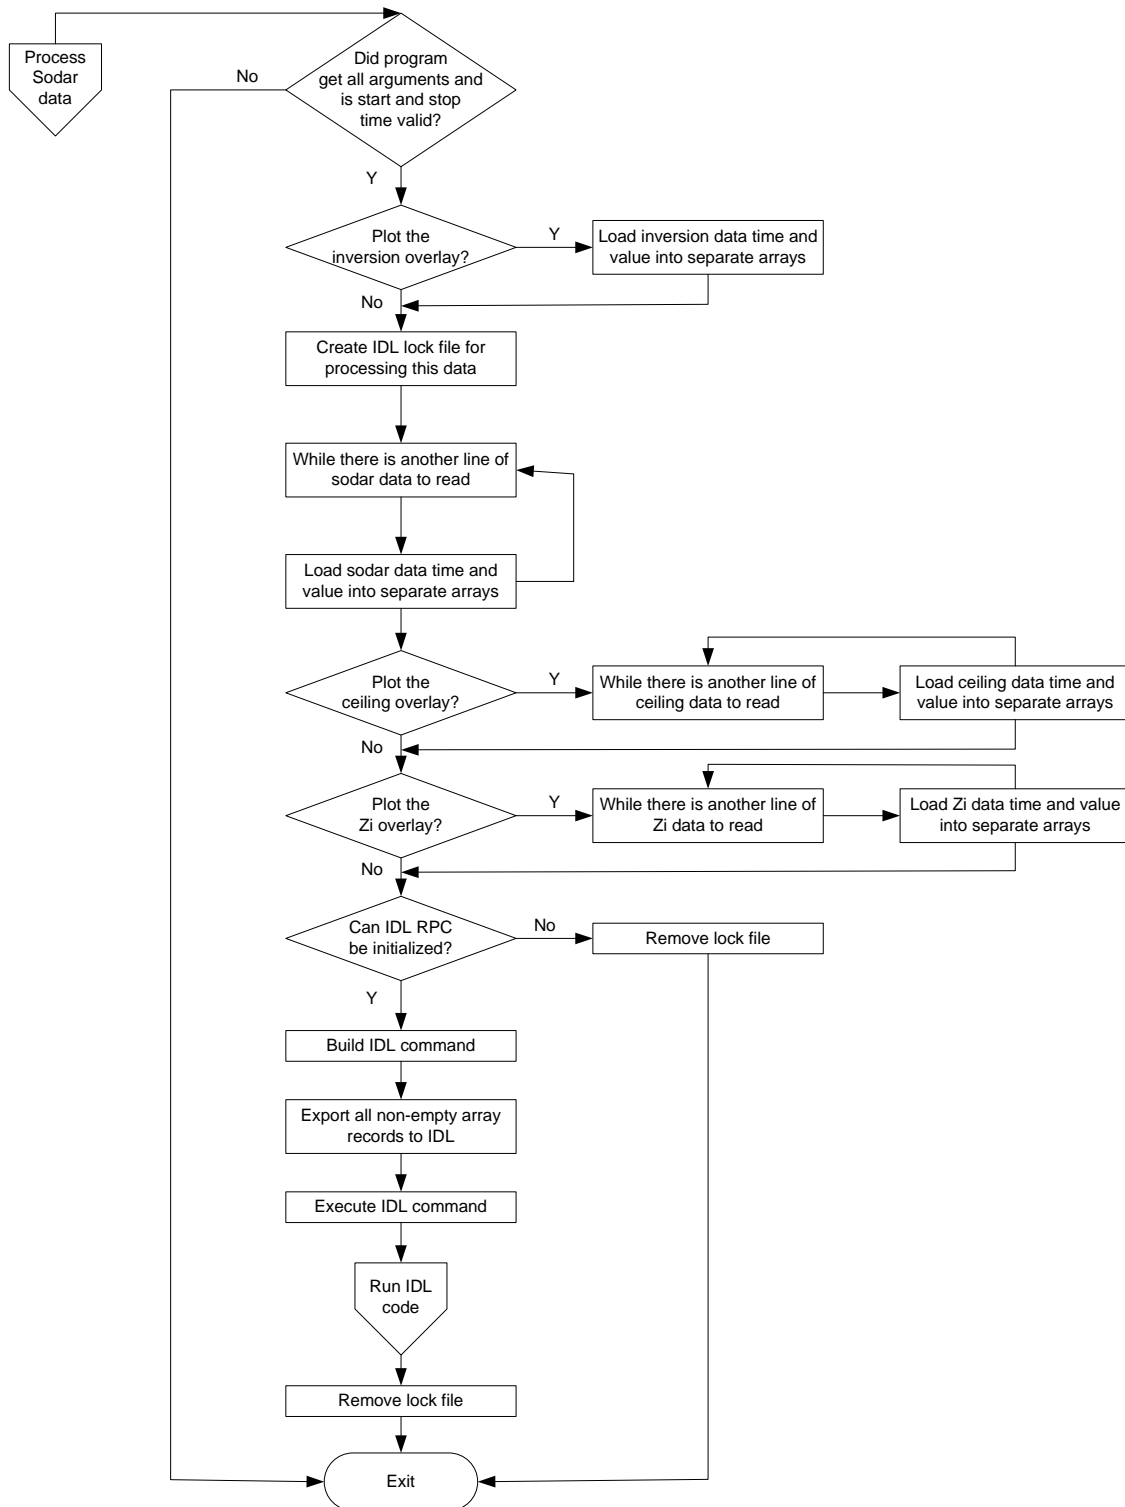 Process
Sodar
data
No
Did program
get all arguments and
is start and stop
time valid?
Y
Plot the
inversion overlay?
Y
Load inversion data time and
value into separate arrays
No
Create IDL lock file for
processing this data
While there is another line of
sodar data to read
Load sodar data time and
value into separate arrays
Plot the
ceiling overlay?
Y
While there is another line of
ceiling data to read
Load ceiling data time and
value into separate arrays
No
Plot the
Zi overlay?
Y
While there is another line of
Zi data to read
Load Zi data time and value
into separate arrays
No
Can IDL RPC
be initialized?
No
Remove lock file
Y
Build IDL command
Export all non-empty array
records to IDL
Execute IDL command
Run IDL
code
Remove lock file
Exit